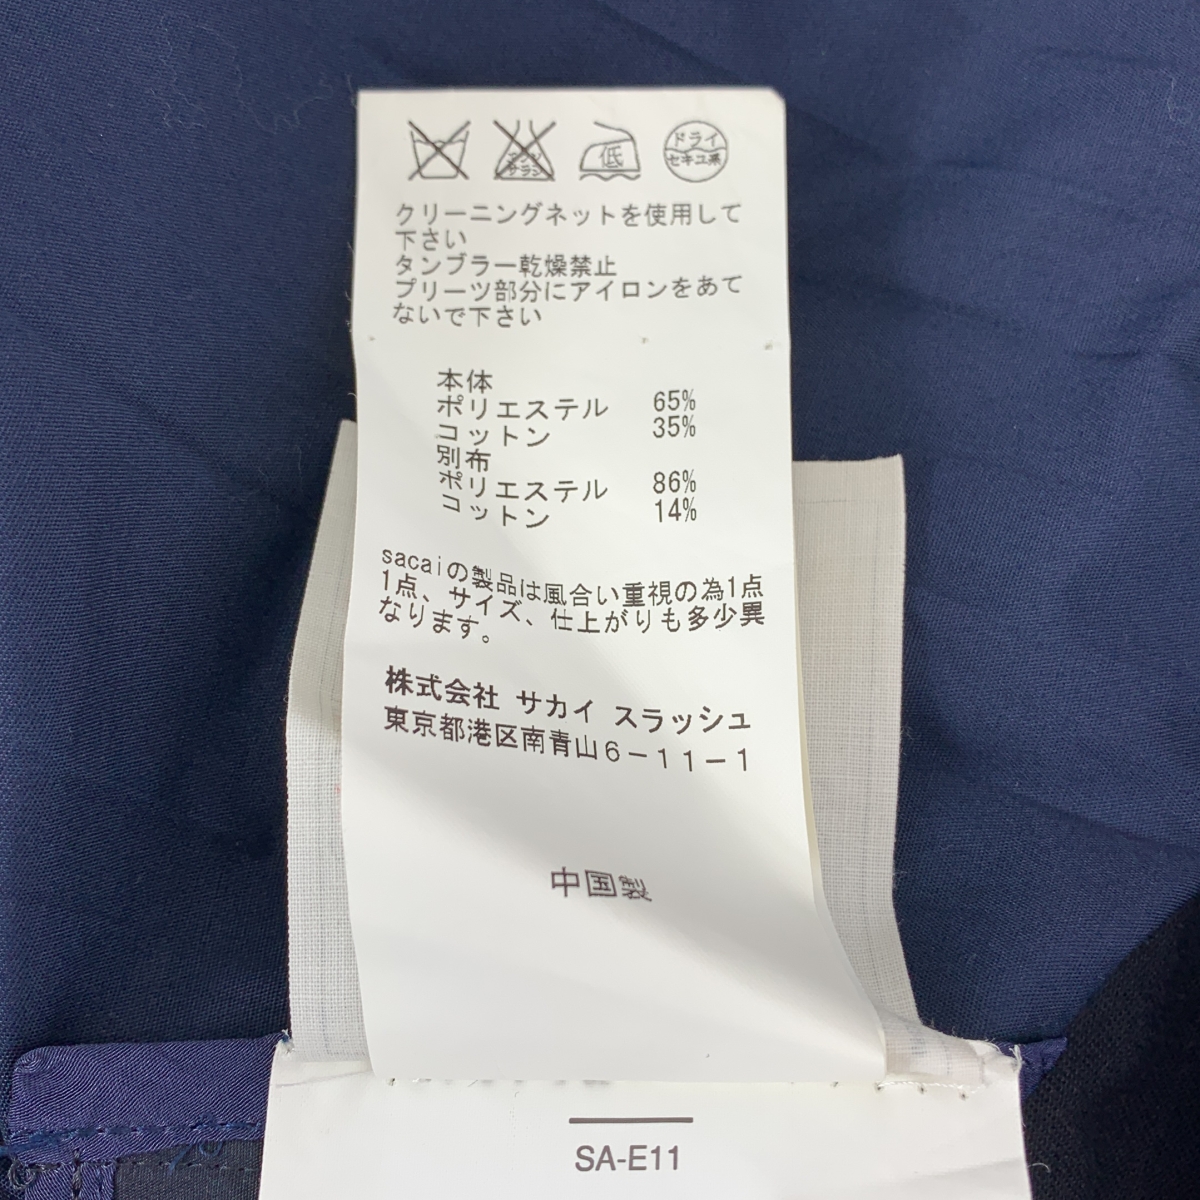 エンソ
サラシ
低
ドライ
セキユ系
クリーニングネットを使用して
下さい
タンブラー乾燥禁止
プリーツ部分にアイロンをあて
ないで下さい
本体
ポリエステル 65%
コットン 35%
別布
ポリエステル 86%
コットン 14%
sacaiの製品は風合い重視の為1点
1点、サイズ、仕上がりも多少異
なります。
株式会社 サカイ スラッシュ
東京都港区南青山6-11-1
中国製
SA-E11